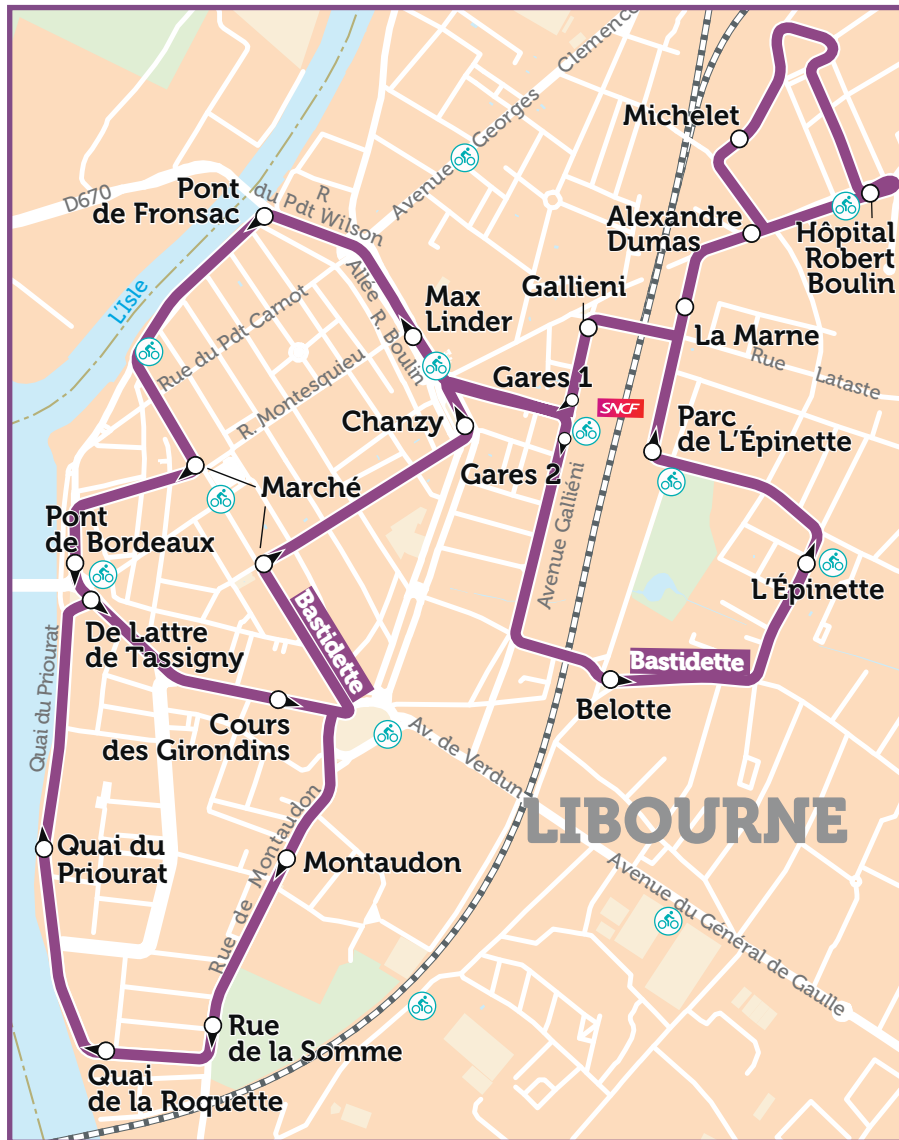 Avenue Georges Clemence
Michelet
D670
Pont
de Fronsac
R
du Pdt Wilson
Alexandre
Dumas
Hôpital
Robert
Boulin
L'Isle
Rue du Pdt Carnot
Allée R. Boulin
Max
Linder
Gallieni
La Marne
Rue Lataste
R. Montesquieu
Gares 1
SNCF
Chanzy
Parc
de L'Épinette
Gares 2
Marché
Avenue Galliéni
Pont
de Bordeaux
L'Épinette
Bastidette
De Lattre
de Tassigny
Bastidette
Quai du Priourat
Belotte
Cours
des Girondins
Av. de Verdun
LIBOURNE
Rue de Montaudon
Quai du
Priourat
Montaudon
Avenue du Général de Gaulle
Rue
de la Somme
Quai
de la Roquette